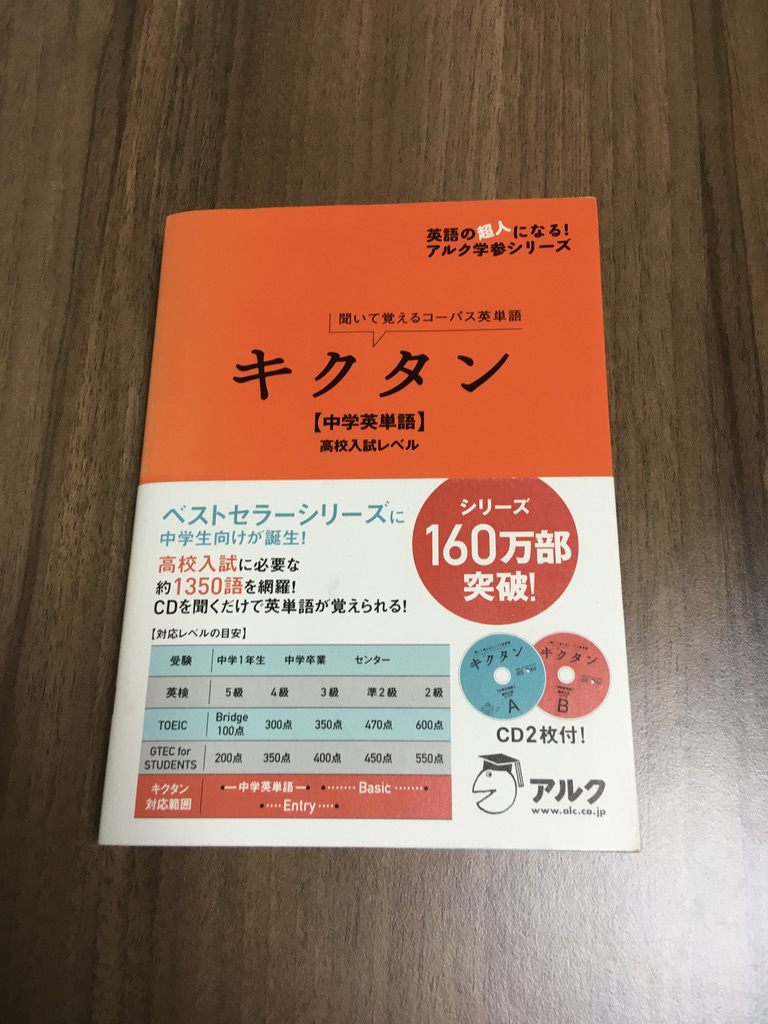 英語の超人になる!
アルク学参シリーズ
聞いて覚えるコーパス英単語
キクタン
【中学英単語】
高校入試レベル
ベストセラーシリーズに
中学生向けが誕生!
高校入試に必要な
約1350語を網羅!
CDを聞くだけで英単語が覚えられる!
シリーズ
160万部
突破!
【対応レベルの目安】
受験 中学1年生 中学卒業 センター
英検 5級 4級 3級 準2級 2級
TOEIC Bridge 100点 300点 350点 470点 600点
GTEC for STUDENTS 200点 350点 400点 450点 550点
キクタン 対応範囲 中学英単語 Basic
Entry
キクタン
A
キクタン
B
CD2枚付!
アルク
www.alc.co.jp